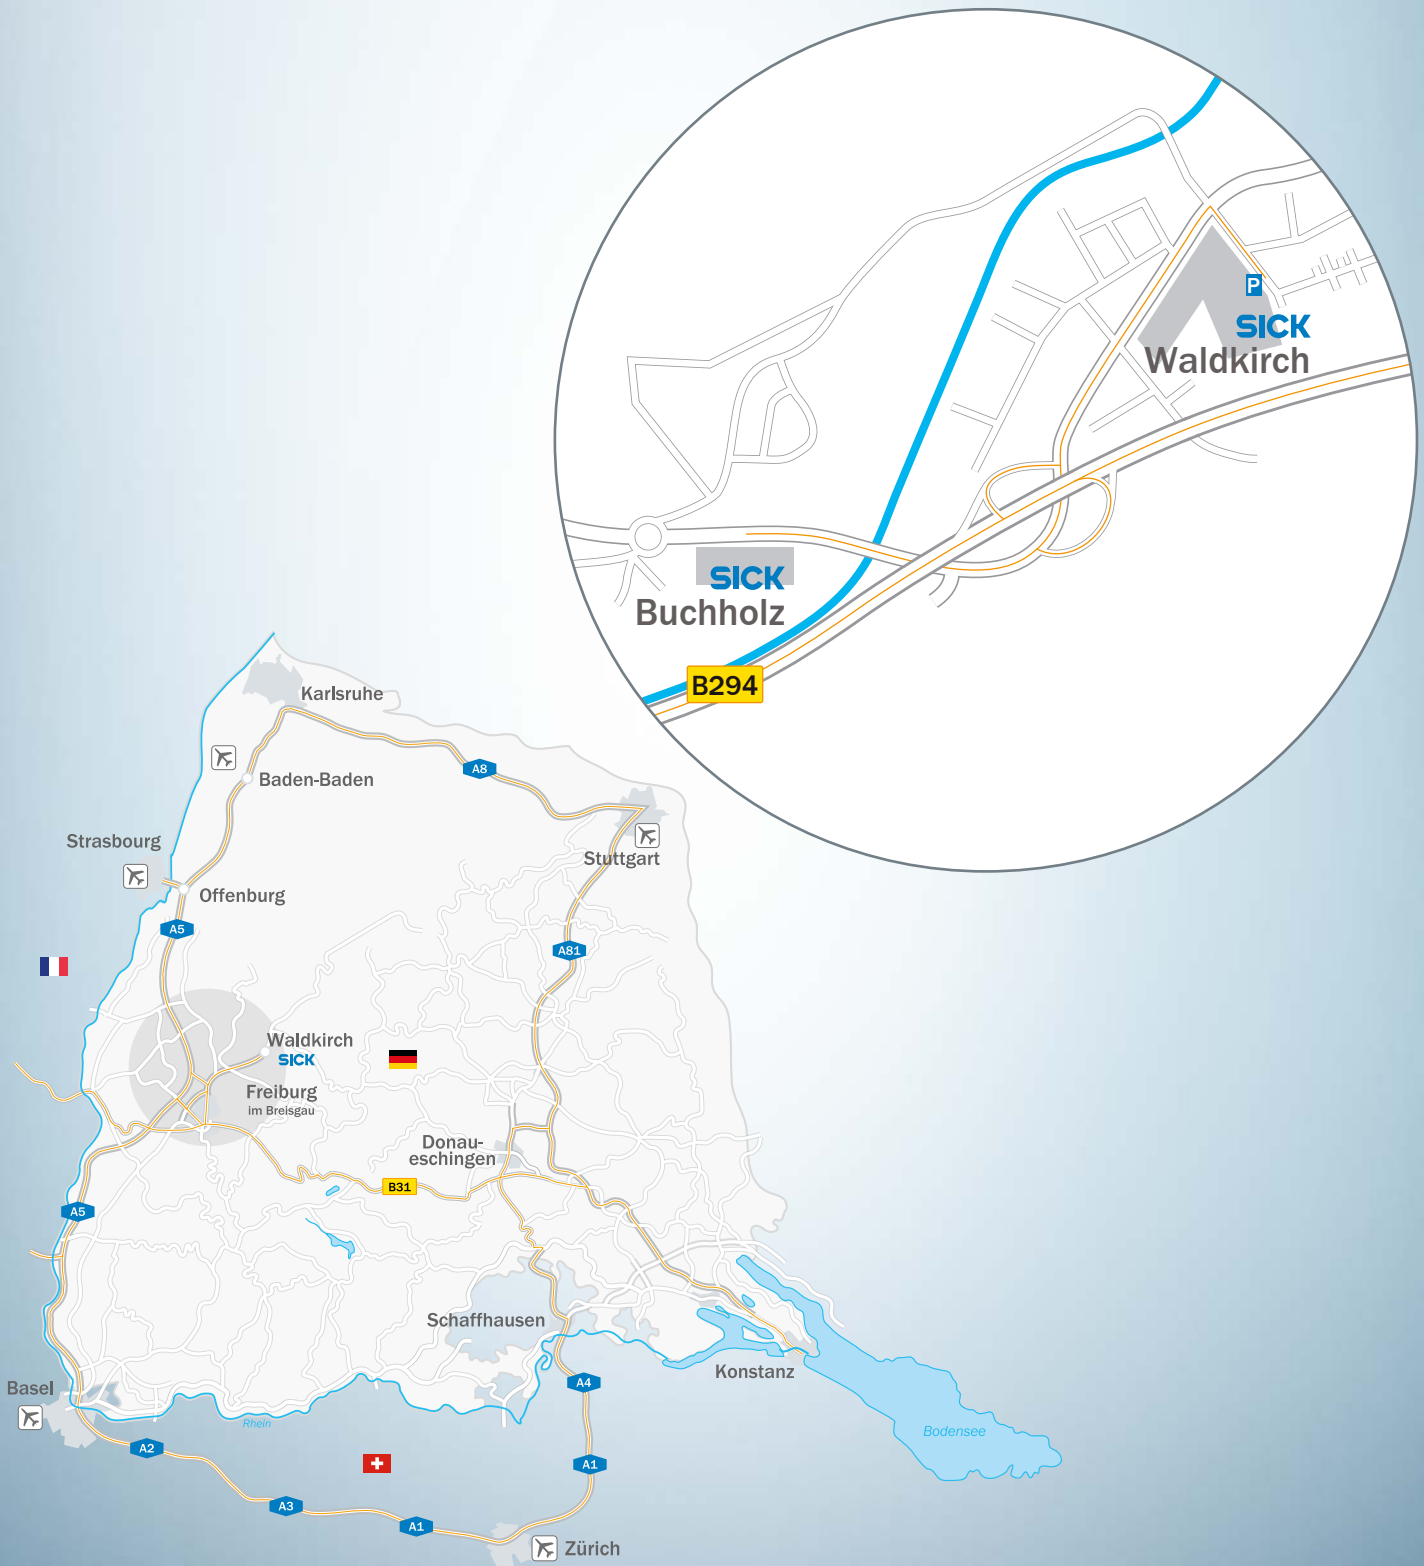 P
SICK
Waldkirch
SICK
Buchholz
B294
Karlsruhe
A8
Baden-Baden
Strasbourg
Stuttgart
Offenburg
A5
A81
Waldkirch
SICK
Freiburg
im Breisgau
Donau-
eschingen
B31
A5
Schaffhausen
Konstanz
Basel
A4
Rhein
Bodensee
A2
A1
A3
A1
Zürich